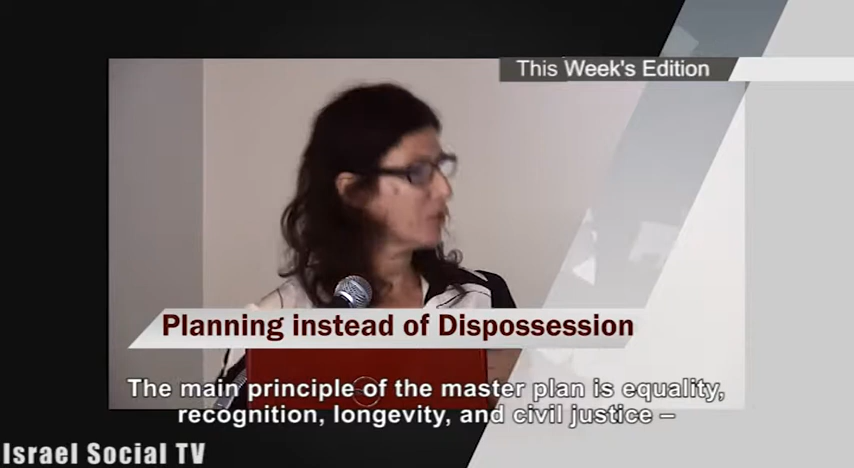 This Week's Edition
Planning instead of Dispossession
The main principle of the master plan is equality,
recognition, longevity, and civil justice –
Israel Social TV